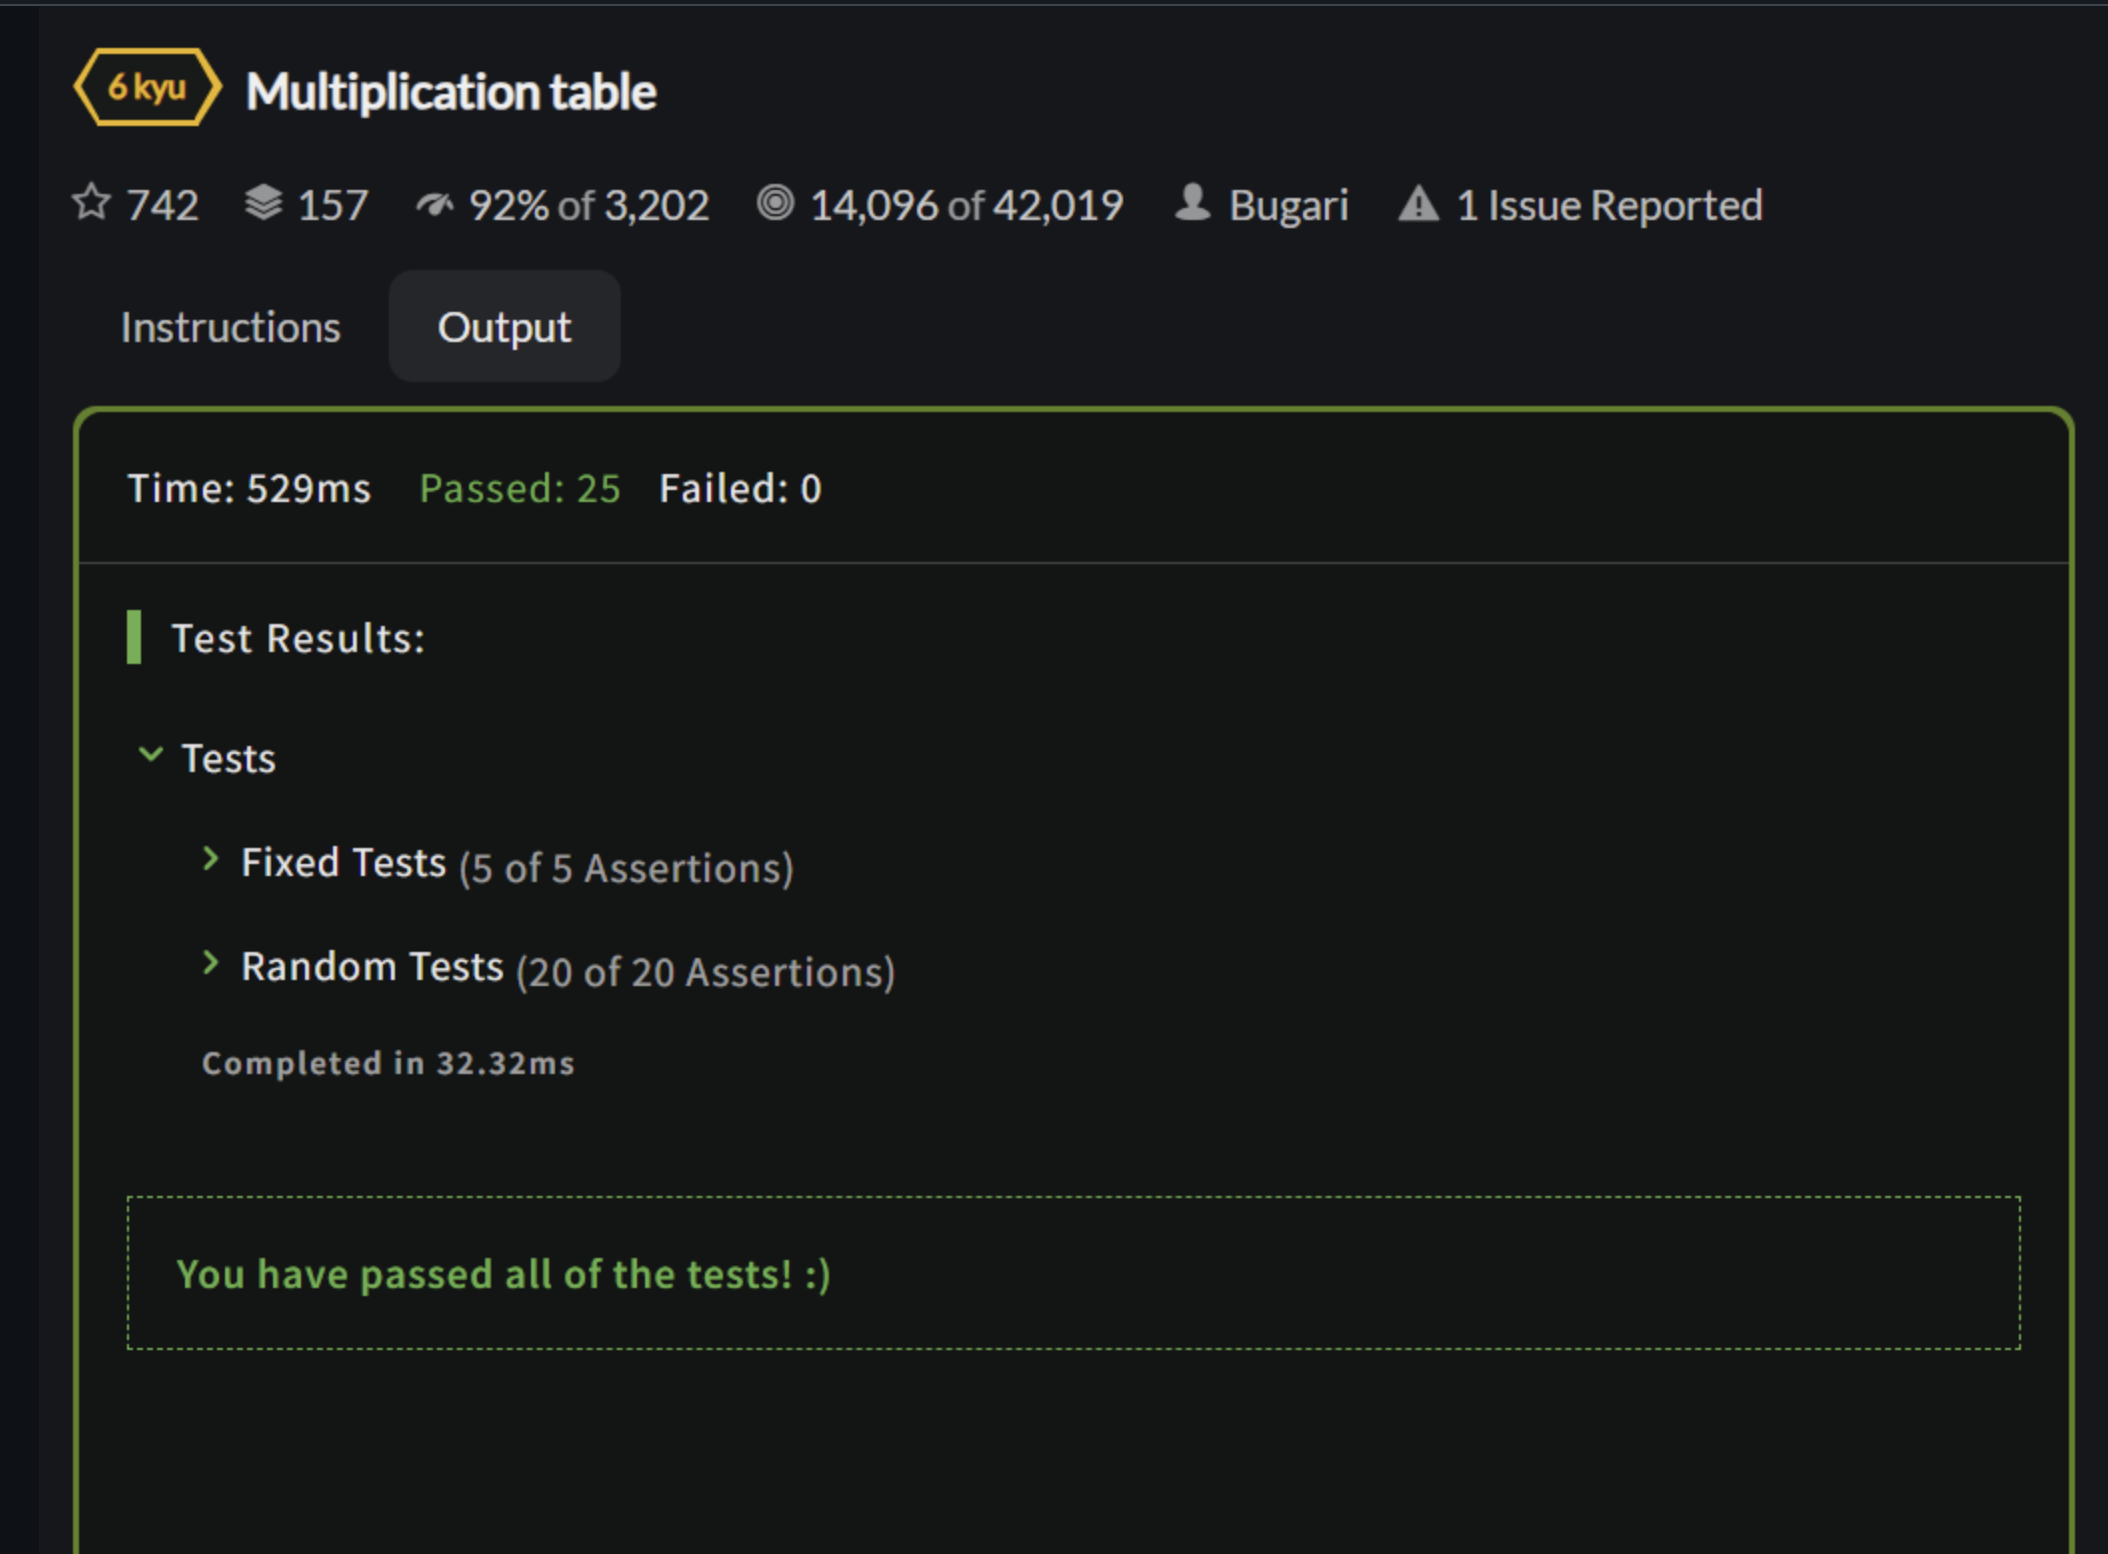 6 kyu Multiplication table
742 157 92% of 3,202 14,096 of 42,019 Bugari 1 Issue Reported
Instructions Output
Time: 529ms Passed: 25 Failed: 0
Test Results:
Tests
Fixed Tests (5 of 5 Assertions)
Random Tests (20 of 20 Assertions)
Completed in 32.32ms
You have passed all of the tests! :)